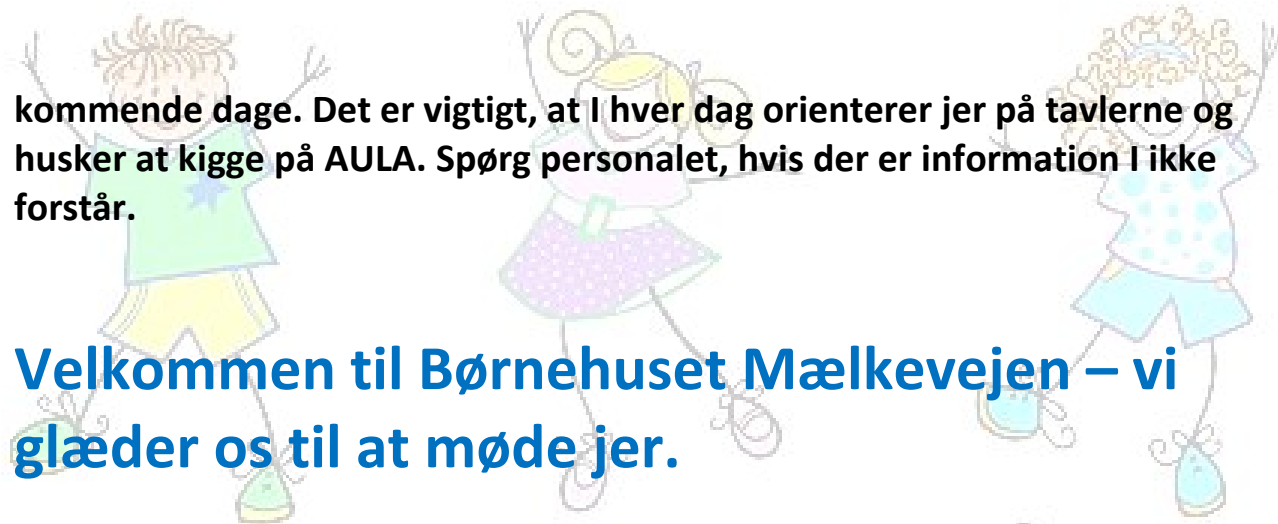 kommende dage. Det er vigtigt, at I hver dag orienterer jer på tavlerne og
husker at kigge på AULA. Spørg personalet, hvis der er information I ikke
forstår.
Velkommen til Børnehuset Mælkevejen – vi
glæder os til at møde jer.